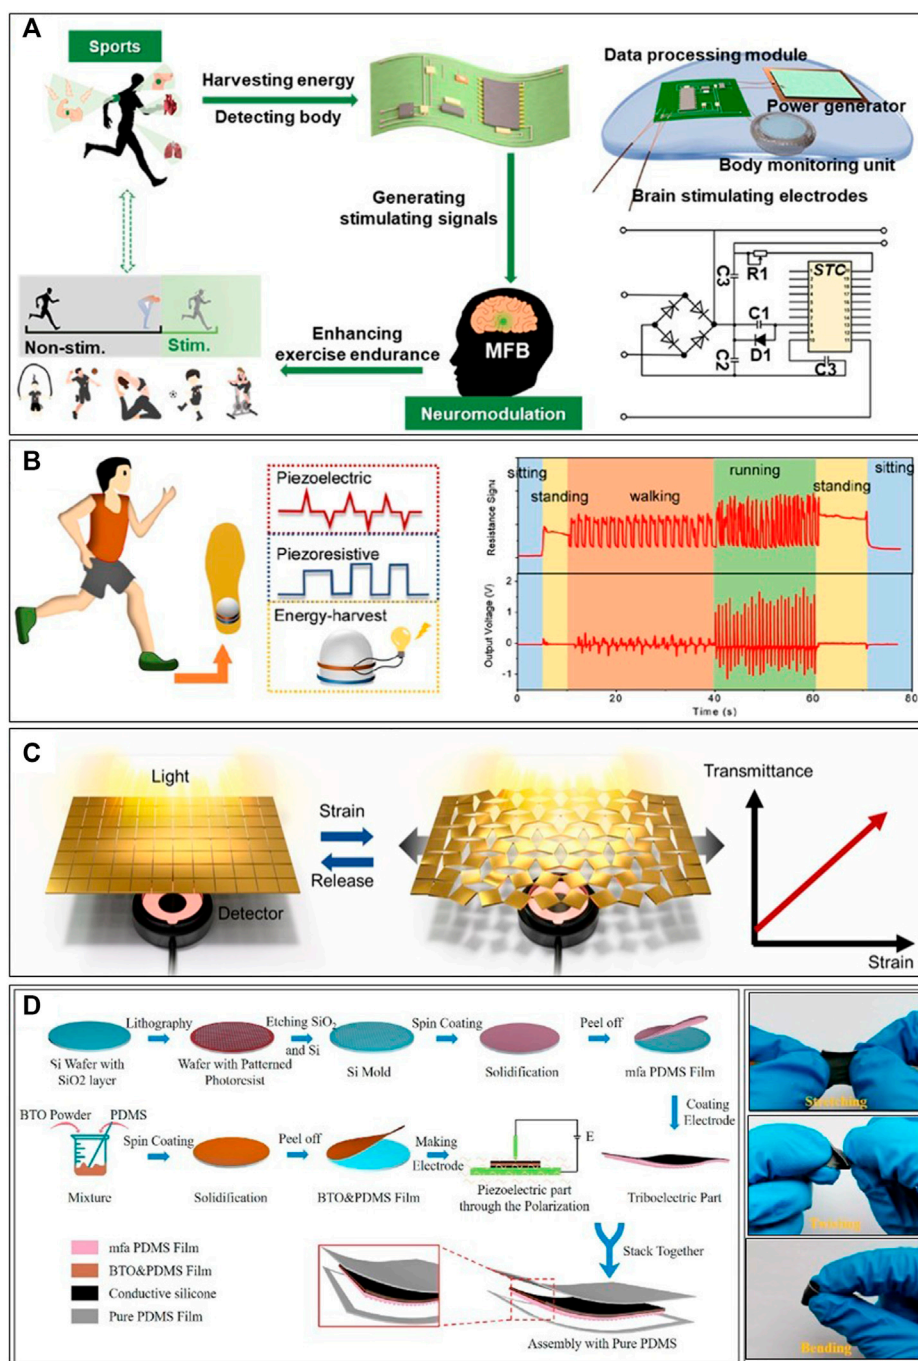 A
Sports
Harvesting energy
Detecting body
Generating
stimulating signals
Enhancing
exercise endurance
MFB
Neuromodulation
Non-stim.
Stim.
Data processing module
Power generator
Body monitoring unit
Brain stimulating electrodes
C3
R1
STC
C1
D1
C2
C3
B
Piezoelectric
Piezoresistive
Energy-harvest
sitting
standing
walking
running
standing
sitting
Resistance Signa
Output Voltage (V)
2
1
0
-1
0
20
40
60
80
Time (s)
C
Light
Strain
Release
Detector
Transmittance
Strain
D
Lithography
Etching SiO2
and Si
Spin Coating
Peel off
Si Wafer with
SiO2 layer
Wafer with Patterned
Photoresist
Si Mold
Solidification
mfa PDMS Film
BTO Powder
PDMS
Spin Coating
Peel off
Making
Electrode
E
Coating
Electrode
Mixture
Solidification
BTO&PDMS Film
Piezoelectric part
through the Polarization
Triboelectric Part
mfa PDMS Film
BTO&PDMS Film
Conductive silicone
Pure PDMS Film
Stack Together
Assembly with Pure PDMS
Stretching
Twisting
Bending